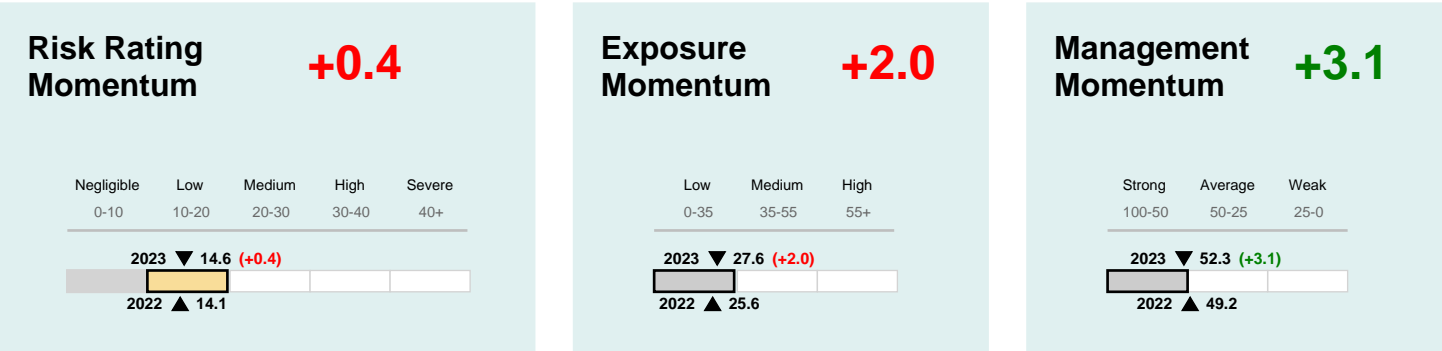 Risk Rating
Momentum
+0.4
Negligible Low Medium High Severe
0-10 10-20 20-30 30-40 40+
2023 ▼ 14.6 (+0.4)
2022 ▲ 14.1
Exposure
Momentum
+2.0
Low Medium High
0-35 35-55 55+
2023 ▼ 27.6 (+2.0)
2022 ▲ 25.6
Management
Momentum
+3.1
Strong Average Weak
100-50 50-25 25-0
2023 ▼ 52.3 (+3.1)
2022 ▲ 49.2